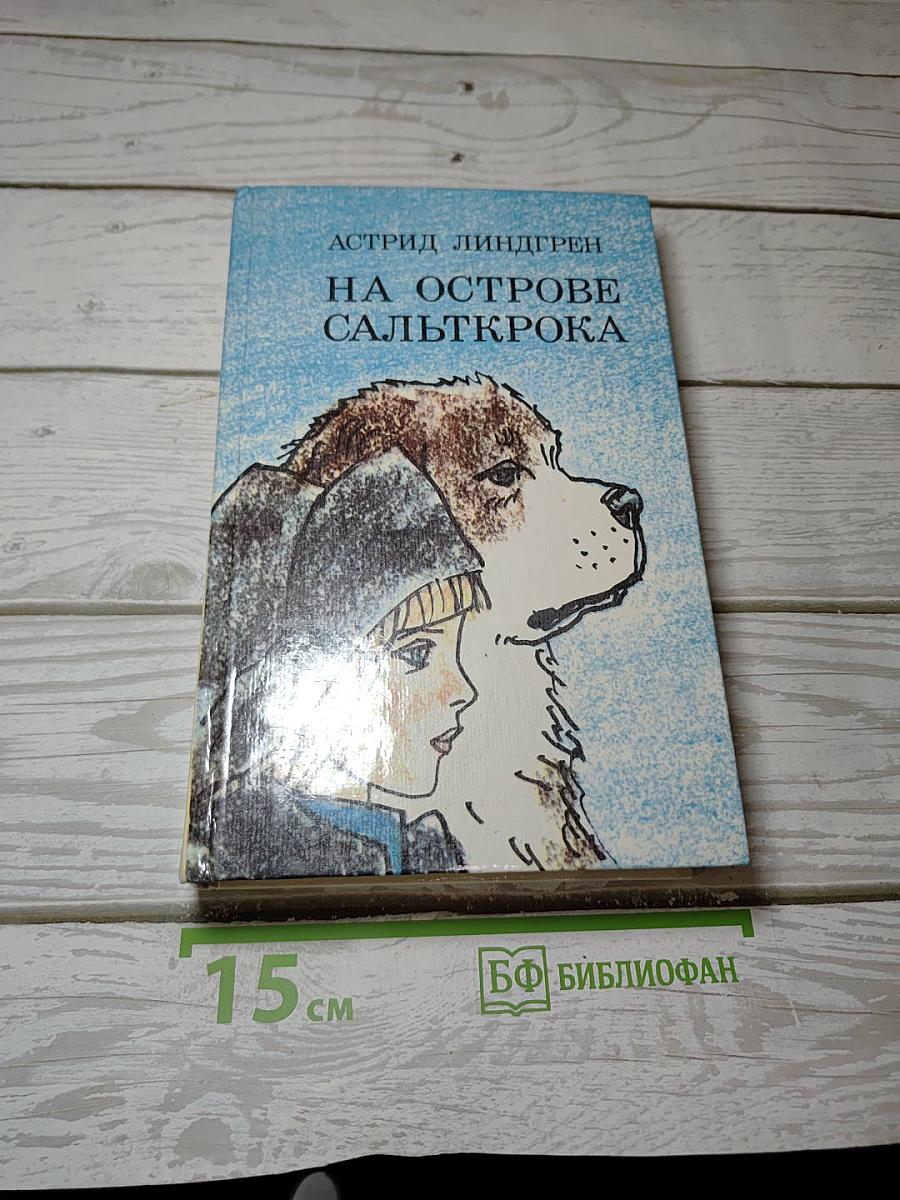 АСТРИД ЛИНДГРЕН
НА ОСТРОВЕ
САЛЬТКРОКА
15 см
БФ БИБЛИОФАН